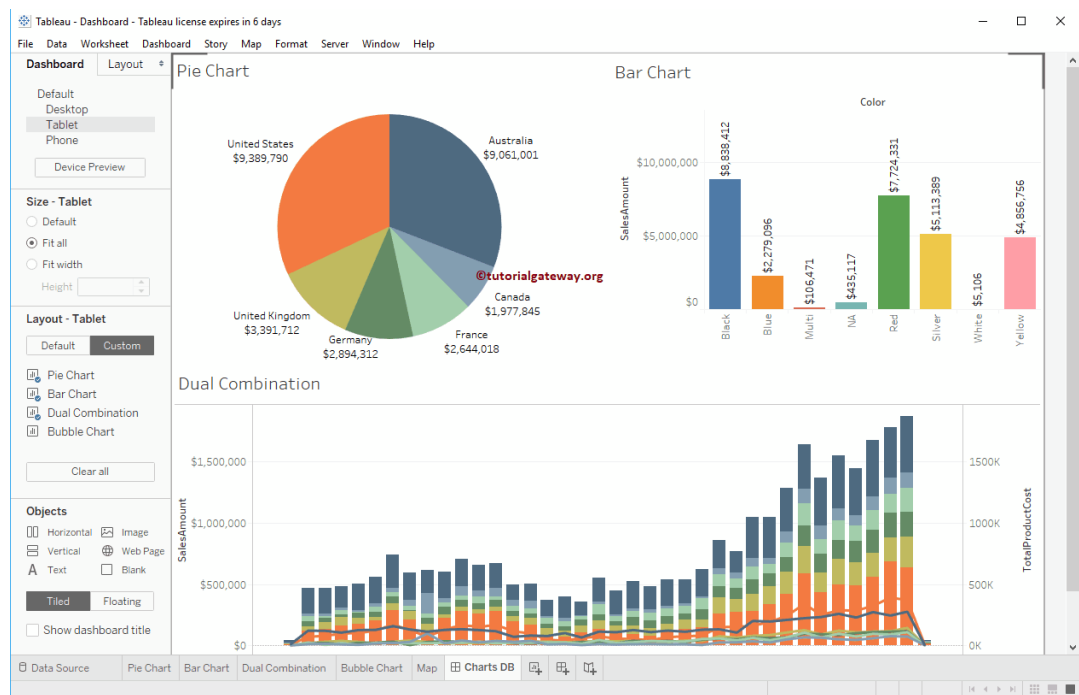 Tableau - Dashboard - Tableau license expires in 6 days
File Data Worksheet Dashboard Story Map Format Server Window Help
Dashboard Layout
Default
Desktop
Tablet
Phone
Device Preview
Size - Tablet
Default
Fit all
Fit width
Height
Layout - Tablet
Default Custom
Pie Chart
Bar Chart
Dual Combination
Bubble Chart
Clear all
Objects
Horizontal Image
Vertical Web Page
Text Blank
Tiled Floating
Show dashboard title
Pie Chart
United States
$9,389,790
Australia
$9,061,001
©tutorialgateway.org
Canada
$1,977,845
United Kingdom
$3,391,712
France
$2,644,018
Germany
$2,894,312
Bar Chart
Color
SalesAmount
$10,000,000
$5,000,000
$0
$8,838,412
$2,279,096
$106,471
$435,117
$7,724,331
$5,113,389
$5,106
$4,856,756
Black
Blue
Multi
NA
Red
Silver
White
Yellow
Dual Combination
SalesAmount
$1,500,000
$1,000,000
$500,000
$0
1500K
1000K
500K
0K
TotalProductCost
Data Source Pie Chart Bar Chart Dual Combination Bubble Chart Map Charts DB